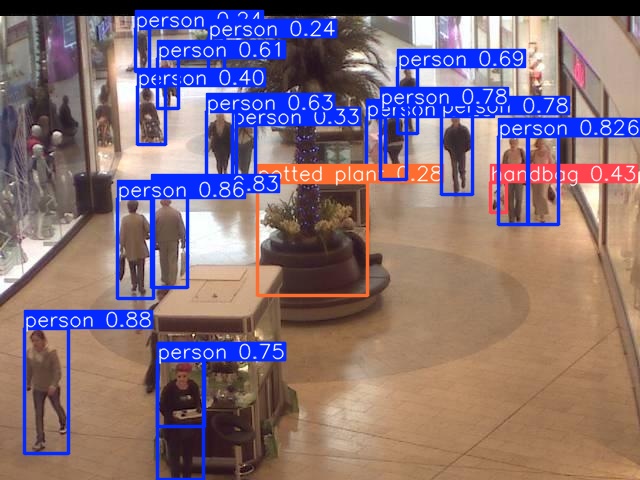 person 0.24
person 0.24
person 0.61
person 0.69
person 0.40
person 0.63
person 0.33
person 0.78
person 0.78
person 0.826
potted plant 0.28
handbag 0.43
person 0.86
.83
person 0.88
person 0.75